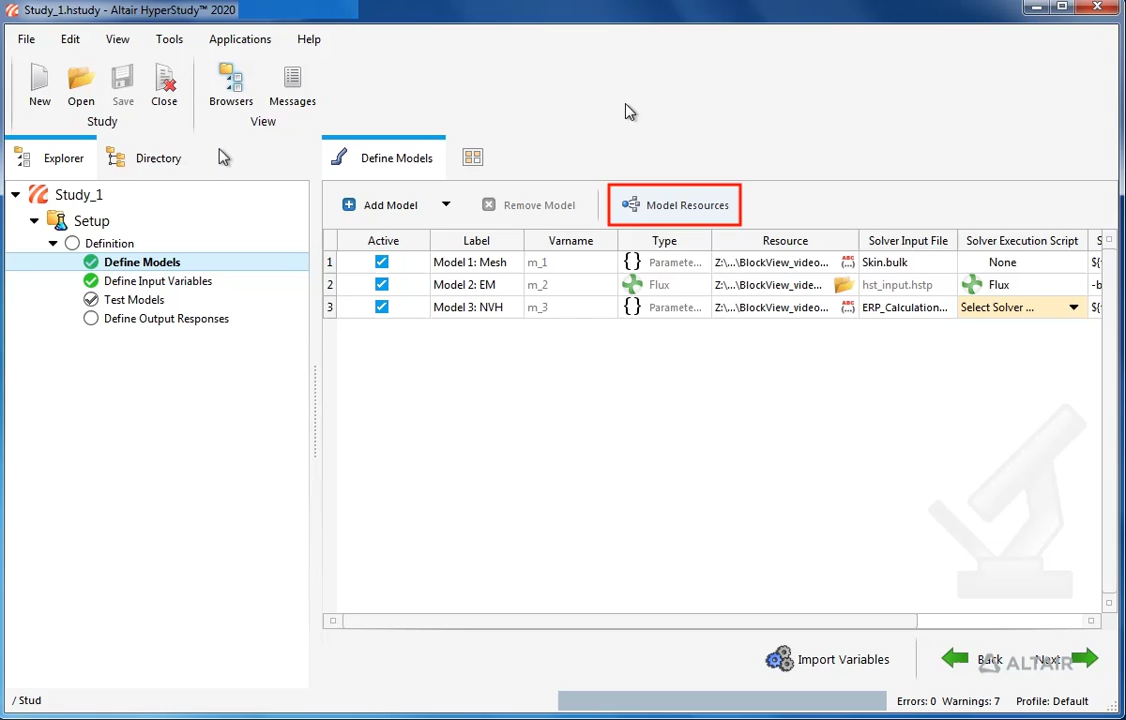 Study_1.hstudy - Altair HyperStudy™ 2020
File Edit View Tools Applications Help
New Open Save Close Browsers Messages
Study View
Explorer Directory Define Models
Study_1
Setup
Definition
Define Models
Define Input Variables
Test Models
Define Output Responses
Add Model Remove Model Model Resources
Active Label Varname Type Resource Solver Input File Solver Execution Script S
1 Model 1: Mesh m_1 {} Paramete... Z:\...\BlockView_video... ABC {...} Skin.bulk None ${
2 Model 2: EM m_2 Flux Z:\...\BlockView_vide... hst_input.hstp Flux -b
3 Model 3: NVH m_3 {} Paramete... Z:\...\BlockView_video... ABC {...} ERP_Calculation... Select Solver ... ${
Import Variables Back Next
ALTAIR
/ Stud Errors: 0 Warnings: 7 Profile: Default